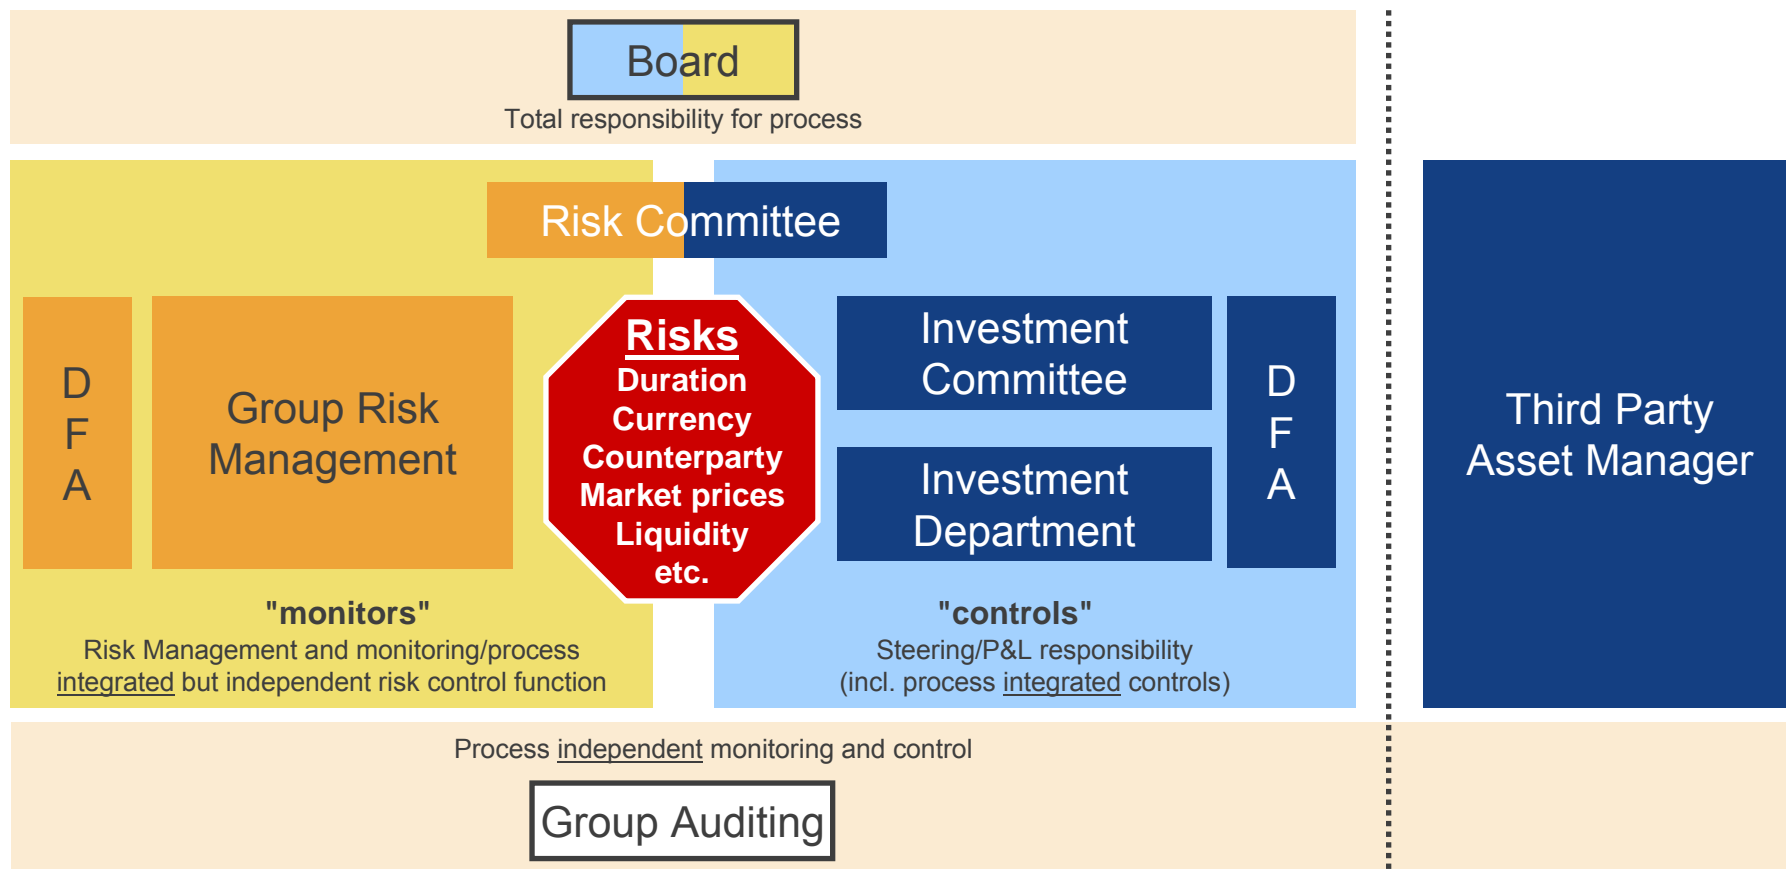 Board
Total responsibility for process
Risk Committee
D
F
A
Group Risk
Management
Risks
Duration
Currency
Counterparty
Market prices
Liquidity
etc.
Investment
Committee
Investment
Department
D
F
A
Third Party
Asset Manager
"monitors"
Risk Management and monitoring/process
integrated but independent risk control function
"controls"
Steering/P&L responsibility
(incl. process integrated controls)
Process independent monitoring and control
Group Auditing